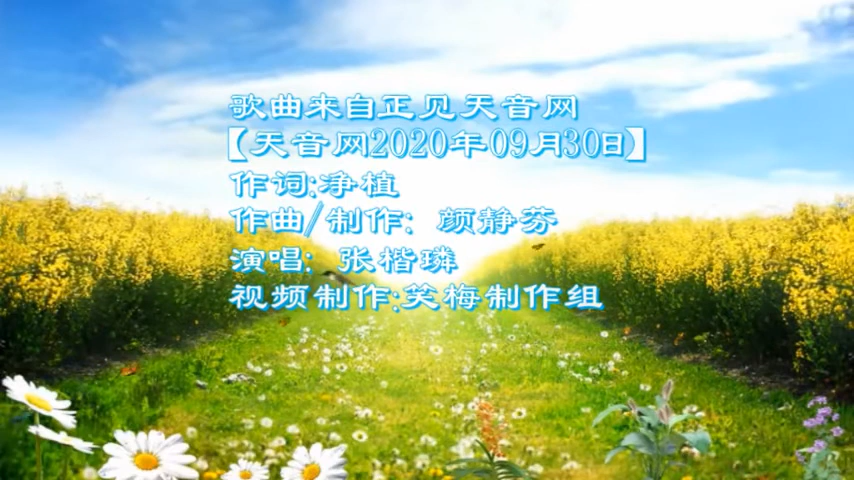 歌曲来自正见天音网
【天音网2020年09月30日】
作词:净植
作曲/制作: 颜静芬
演唱: 张楷璘
视频制作:笑梅制作组